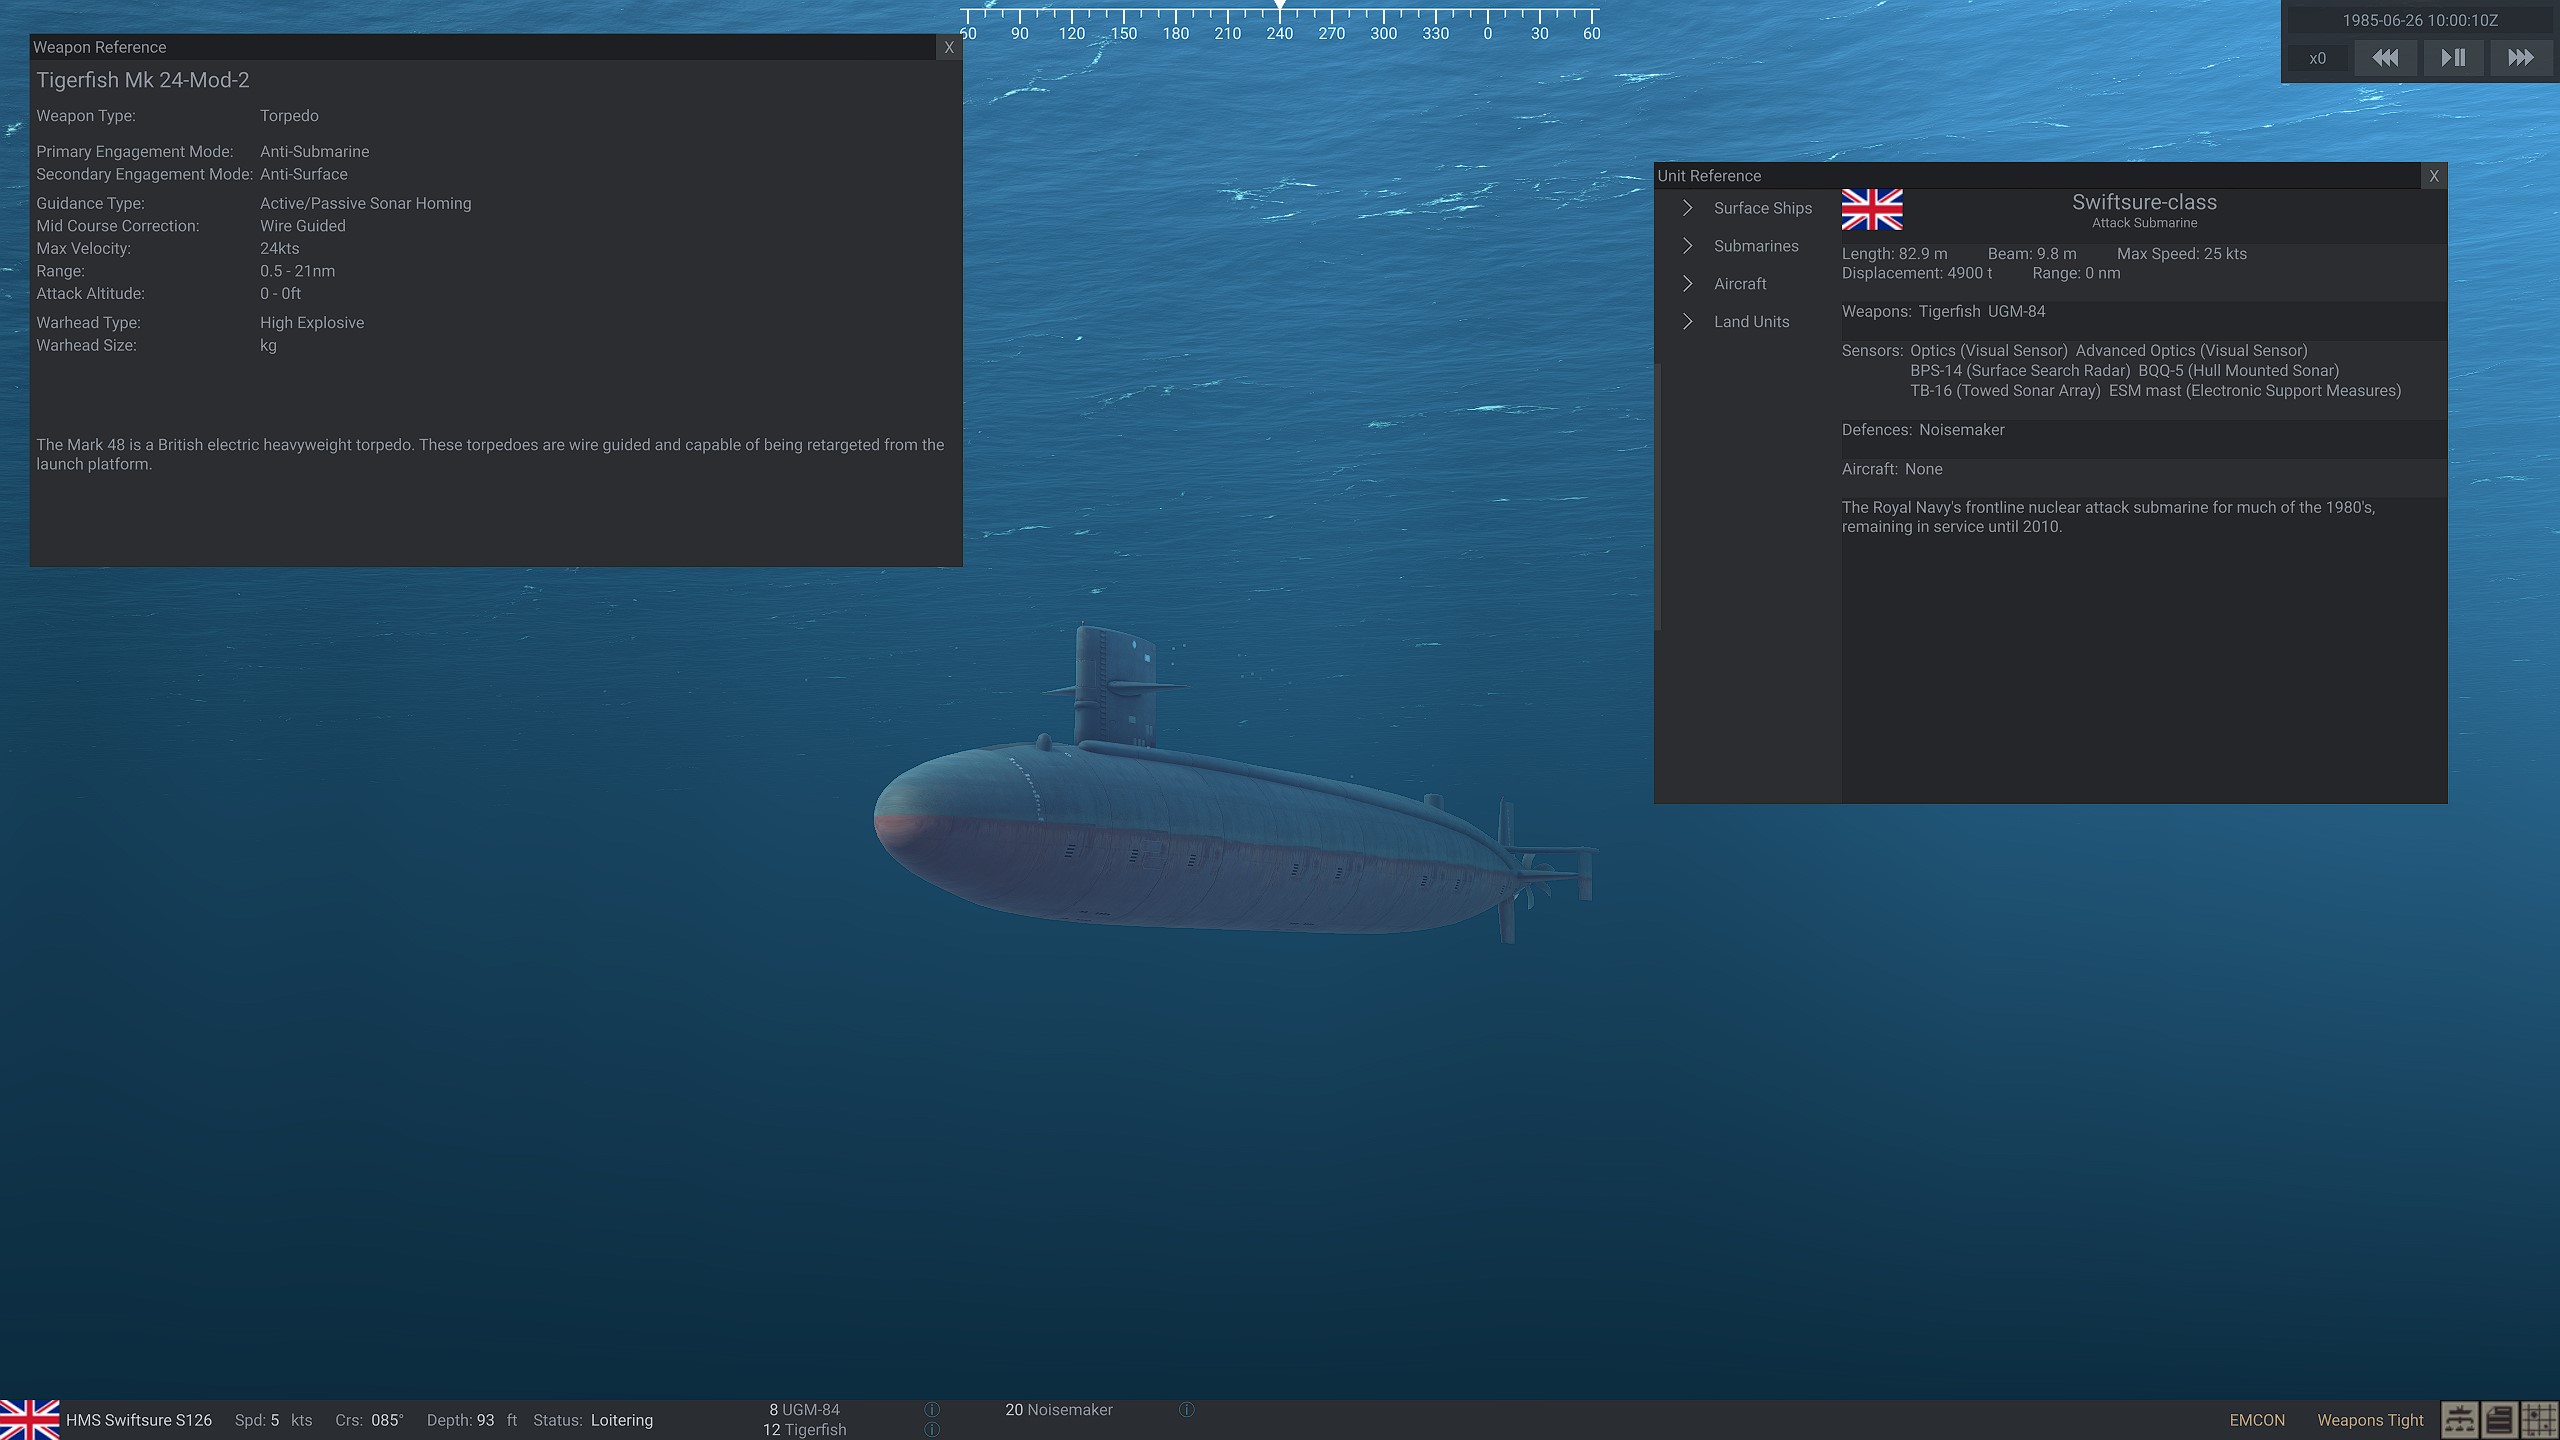 60 90 120 150 180 210 240 270 300 330 0 30 60
1985-06-26 10:00:10Z
x0
Weapon Reference X
Tigerfish Mk 24-Mod-2
Weapon Type: Torpedo
Primary Engagement Mode: Anti-Submarine
Secondary Engagement Mode: Anti-Surface
Guidance Type: Active/Passive Sonar Homing
Mid Course Correction: Wire Guided
Max Velocity: 24kts
Range: 0.5 - 21nm
Attack Altitude: 0 - 0ft
Warhead Type: High Explosive
Warhead Size: kg
The Mark 48 is a British electric heavyweight torpedo. These torpedoes are wire guided and capable of being retargeted from the
launch platform.
Unit Reference X
Surface Ships
Submarines
Aircraft
Land Units
Swiftsure-class
Attack Submarine
Length: 82.9 m Beam: 9.8 m Max Speed: 25 kts
Displacement: 4900 t Range: 0 nm
Weapons: Tigerfish UGM-84
Sensors: Optics (Visual Sensor) Advanced Optics (Visual Sensor)
BPS-14 (Surface Search Radar) BQQ-5 (Hull Mounted Sonar)
TB-16 (Towed Sonar Array) ESM mast (Electronic Support Measures)
Defences: Noisemaker
Aircraft: None
The Royal Navy's frontline nuclear attack submarine for much of the 1980's,
remaining in service until 2010.
HMS Swiftsure S126 Spd: 5 kts Crs: 085° Depth: 93 ft Status: Loitering
8 UGM-84
12 Tigerfish
20 Noisemaker
EMCON Weapons Tight